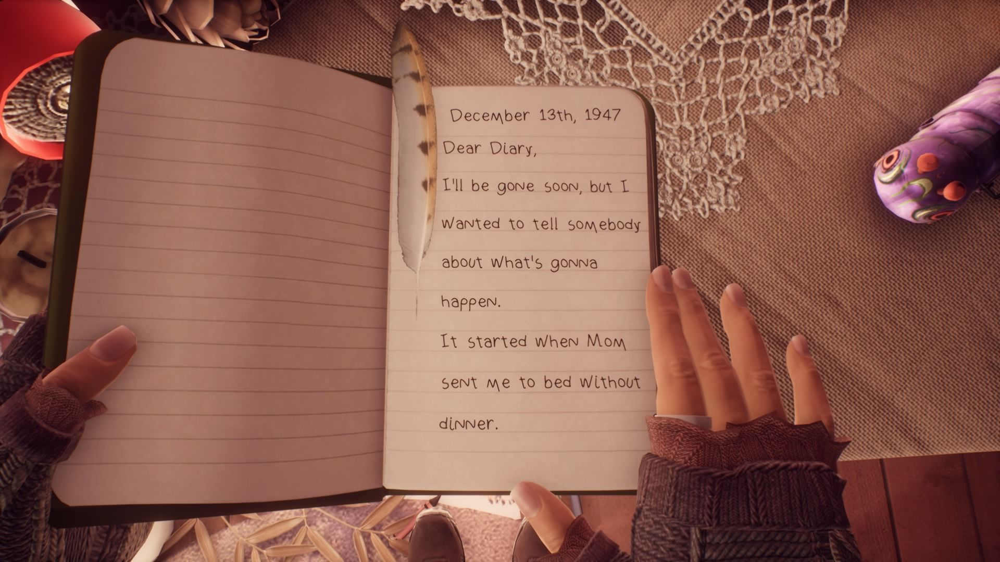 December 13th, 1947
Dear Diary,
I'll be gone soon, but I
wanted to tell somebody
about what's gonna
happen.
It started when Mom
sent me to bed without
dinner.